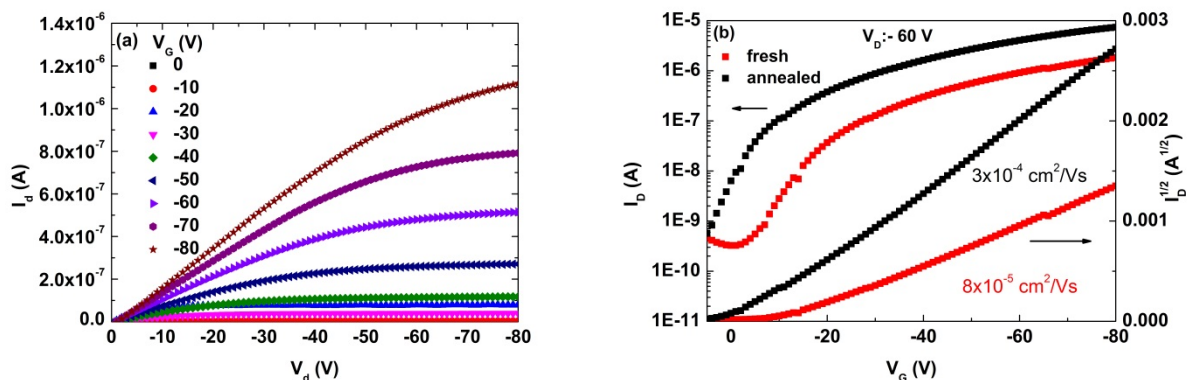 (a)
V_G (V)
0
-10
-20
-30
-40
-50
-60
-70
-80
1.4x10⁻⁶
1.2x10⁻⁶
1.0x10⁻⁶
8.0x10⁻⁷
6.0x10⁻⁷
4.0x10⁻⁷
2.0x10⁻⁷
0.0
I_d (A)
0 -10 -20 -30 -40 -50 -60 -70 -80
V_d (V)
(b)
V_D:- 60 V
fresh
annealed
1E-5
1E-6
1E-7
1E-8
1E-9
1E-10
1E-11
I_D (A)
3x10⁻⁴ cm²/Vs
8x10⁻⁵ cm²/Vs
0.003
0.002
0.001
0.000
I_D^1/2 (A^1/2)
0 -20 -40 -60 -80
V_G (V)